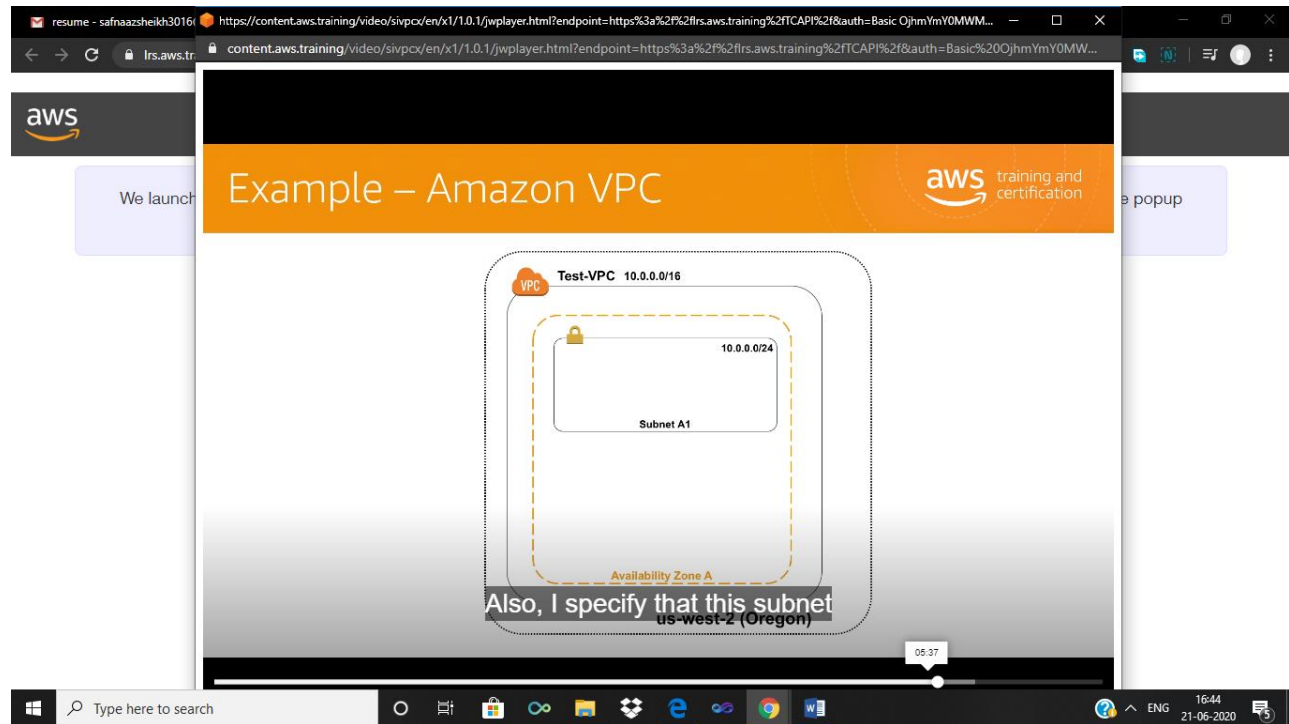 resume - safnaazsheikh3016
https://content.aws.training/video/sivpcx/en/x1/1.0.1/jwplayer.html?endpoint=https%3a%2f%2flrs.aws.training%2fTCAPI%2f&auth=Basic OjhmYmY0MWM...
lrs.aws.tr
content.aws.training/video/sivpcx/en/x1/1.0.1/jwplayer.html?endpoint=https%3a%2f%2flrs.aws.training%2fTCAPI%2f&auth=Basic%20OjhmYmY0MW...
aws
We launch
e popup
Example – Amazon VPC
aws training and
certification
VPC
Test-VPC 10.0.0.0/16
10.0.0.0/24
Subnet A1
Availability Zone A
Also, I specify that this subnet
us-west-2 (Oregon)
05:37
Type here to search
ENG
16:44
21-06-2020
5